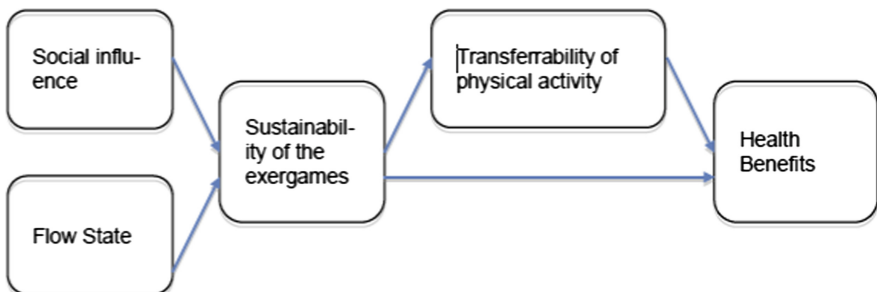 Social influ-
ence
Transferrability of
physical activity
Sustainabil-
ity of the
exergames
Health
Benefits
Flow State